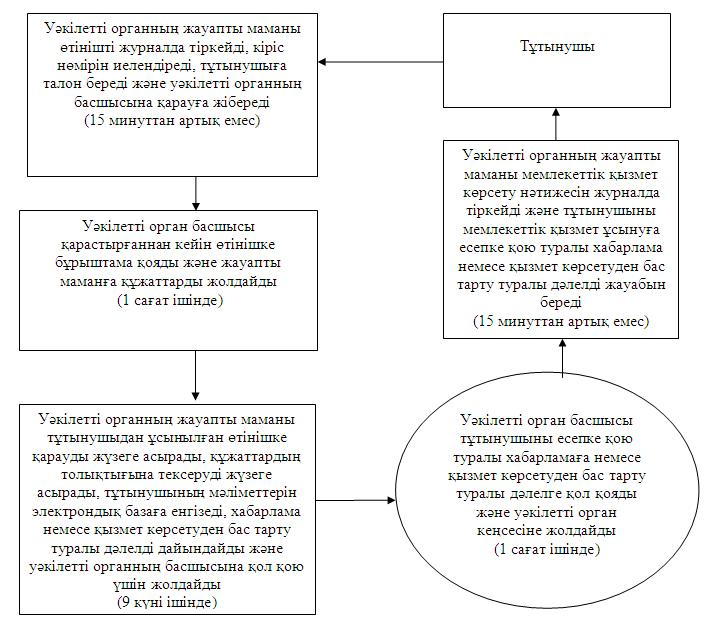 Уәкілетті органның жауапты маманы
өтінішті журналда тіркейді, кіріс
нөмірін иелендіреді, тұтынушыға
талон береді және уәкілетті органның
басшысына қарауға жібереді
(15 минуттан артық емес)
Тұтынушы
Уәкілетті орган басшысы
қарастырғаннан кейін өтінішке
бұрыштама қояды және жауапты
маманға құжаттарды жолдайды
(1 сағат ішінде)
Уәкілетті органның жауапты
маманы мемлекеттік қызмет
көрсету нәтижесін журналда
тіркейді және тұтынушыны
мемлекеттік қызмет ұсынуға
есепке қою туралы хабарлама
немесе қызмет көрсетуден бас
тарту туралы дәлелді жауабын
береді
(15 минуттан артық емес)
Уәкілетті органның жауапты маманы
тұтынушыдан ұсынылған өтінішке
қарауды жүзеге асырады, құжаттардың
толықтығына тексеруді жүзеге
асырады, тұтынушының мәліметтерін
электрондық базаға енгізеді, хабарлама
немесе қызмет көрсетуден бас тарту
туралы дәлелді дайындайды және
уәкілетті органның басшысына қол қою
үшін жолдайды
(9 күні ішінде)
Уәкілетті орган басшысы
тұтынушыны есепке қою
туралы хабарламаға немесе
қызмет көрсетуден бас тарту
туралы дәлелге қол қояды
және уәкілетті орган
кеңсесіне жолдайды
(1 сағат ішінде)